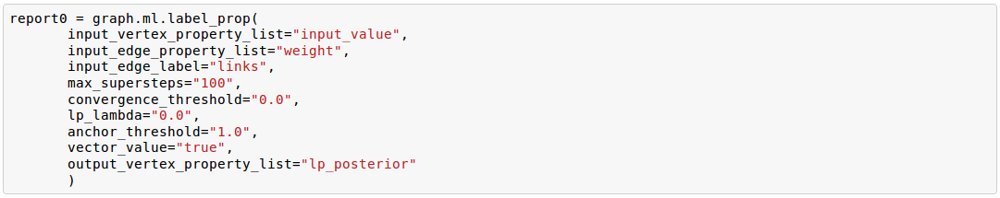 report0 = graph.ml.label_prop(
       input_vertex_property_list="input_value",
       input_edge_property_list="weight",
       input_edge_label="links",
       max_supersteps="100",
       convergence_threshold="0.0",
       lp_lambda="0.0",
       anchor_threshold="1.0",
       vector_value="true",
       output_vertex_property_list="lp_posterior"
       )